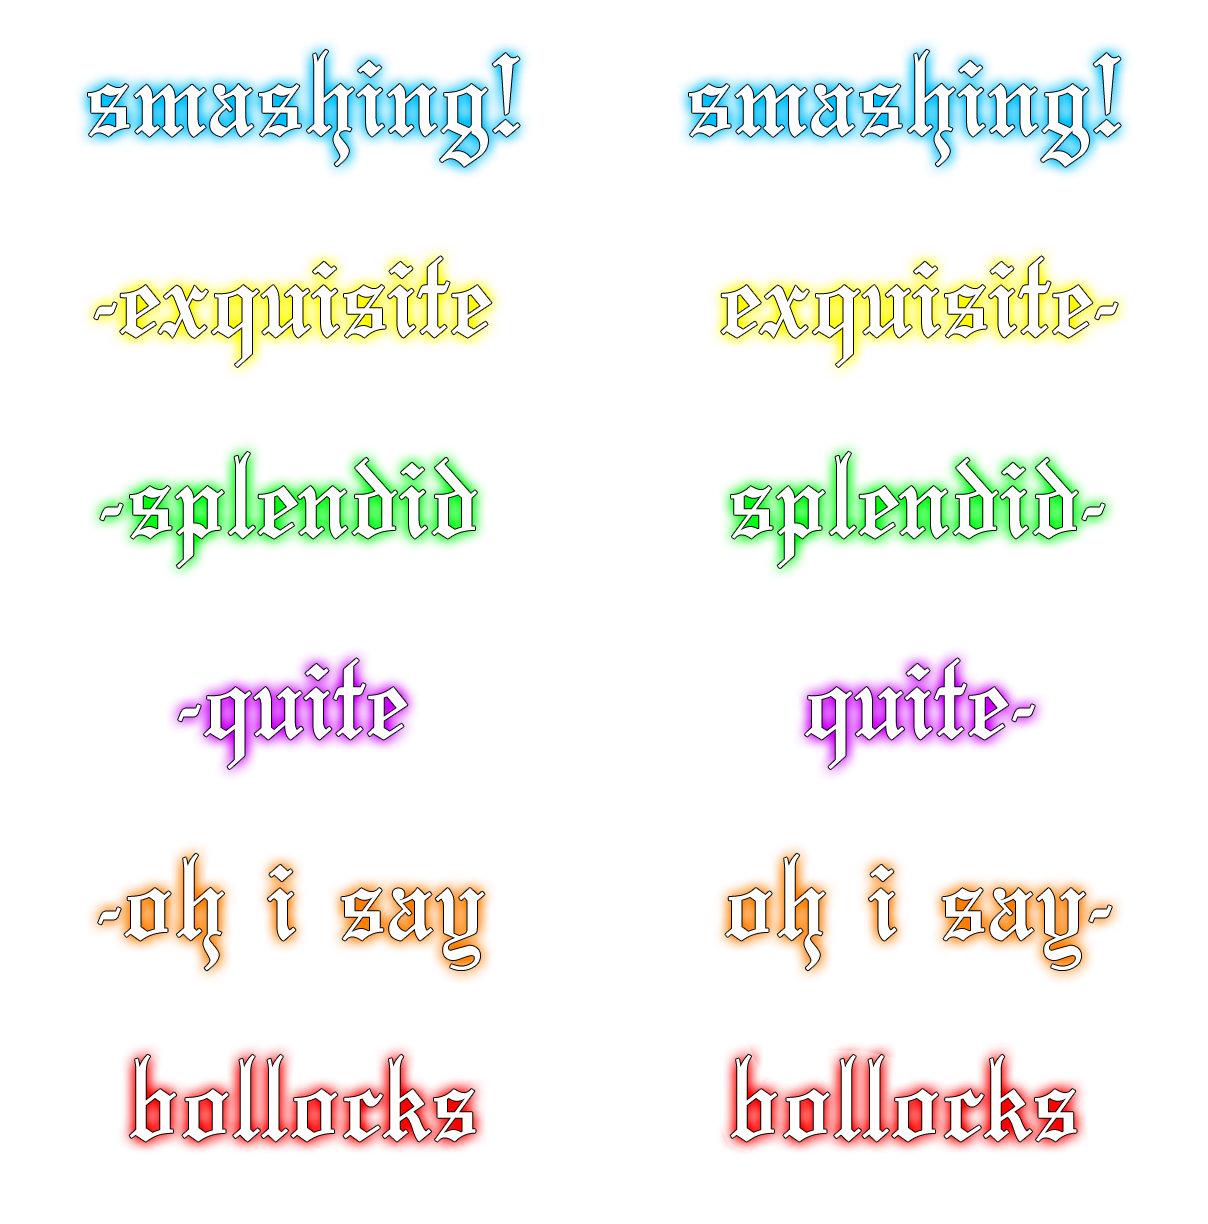 smashing! smashing!
-exquisite exquisite-
-splendid splendid-
-quite quite-
-oh i say oh i say-
bollocks bollocks